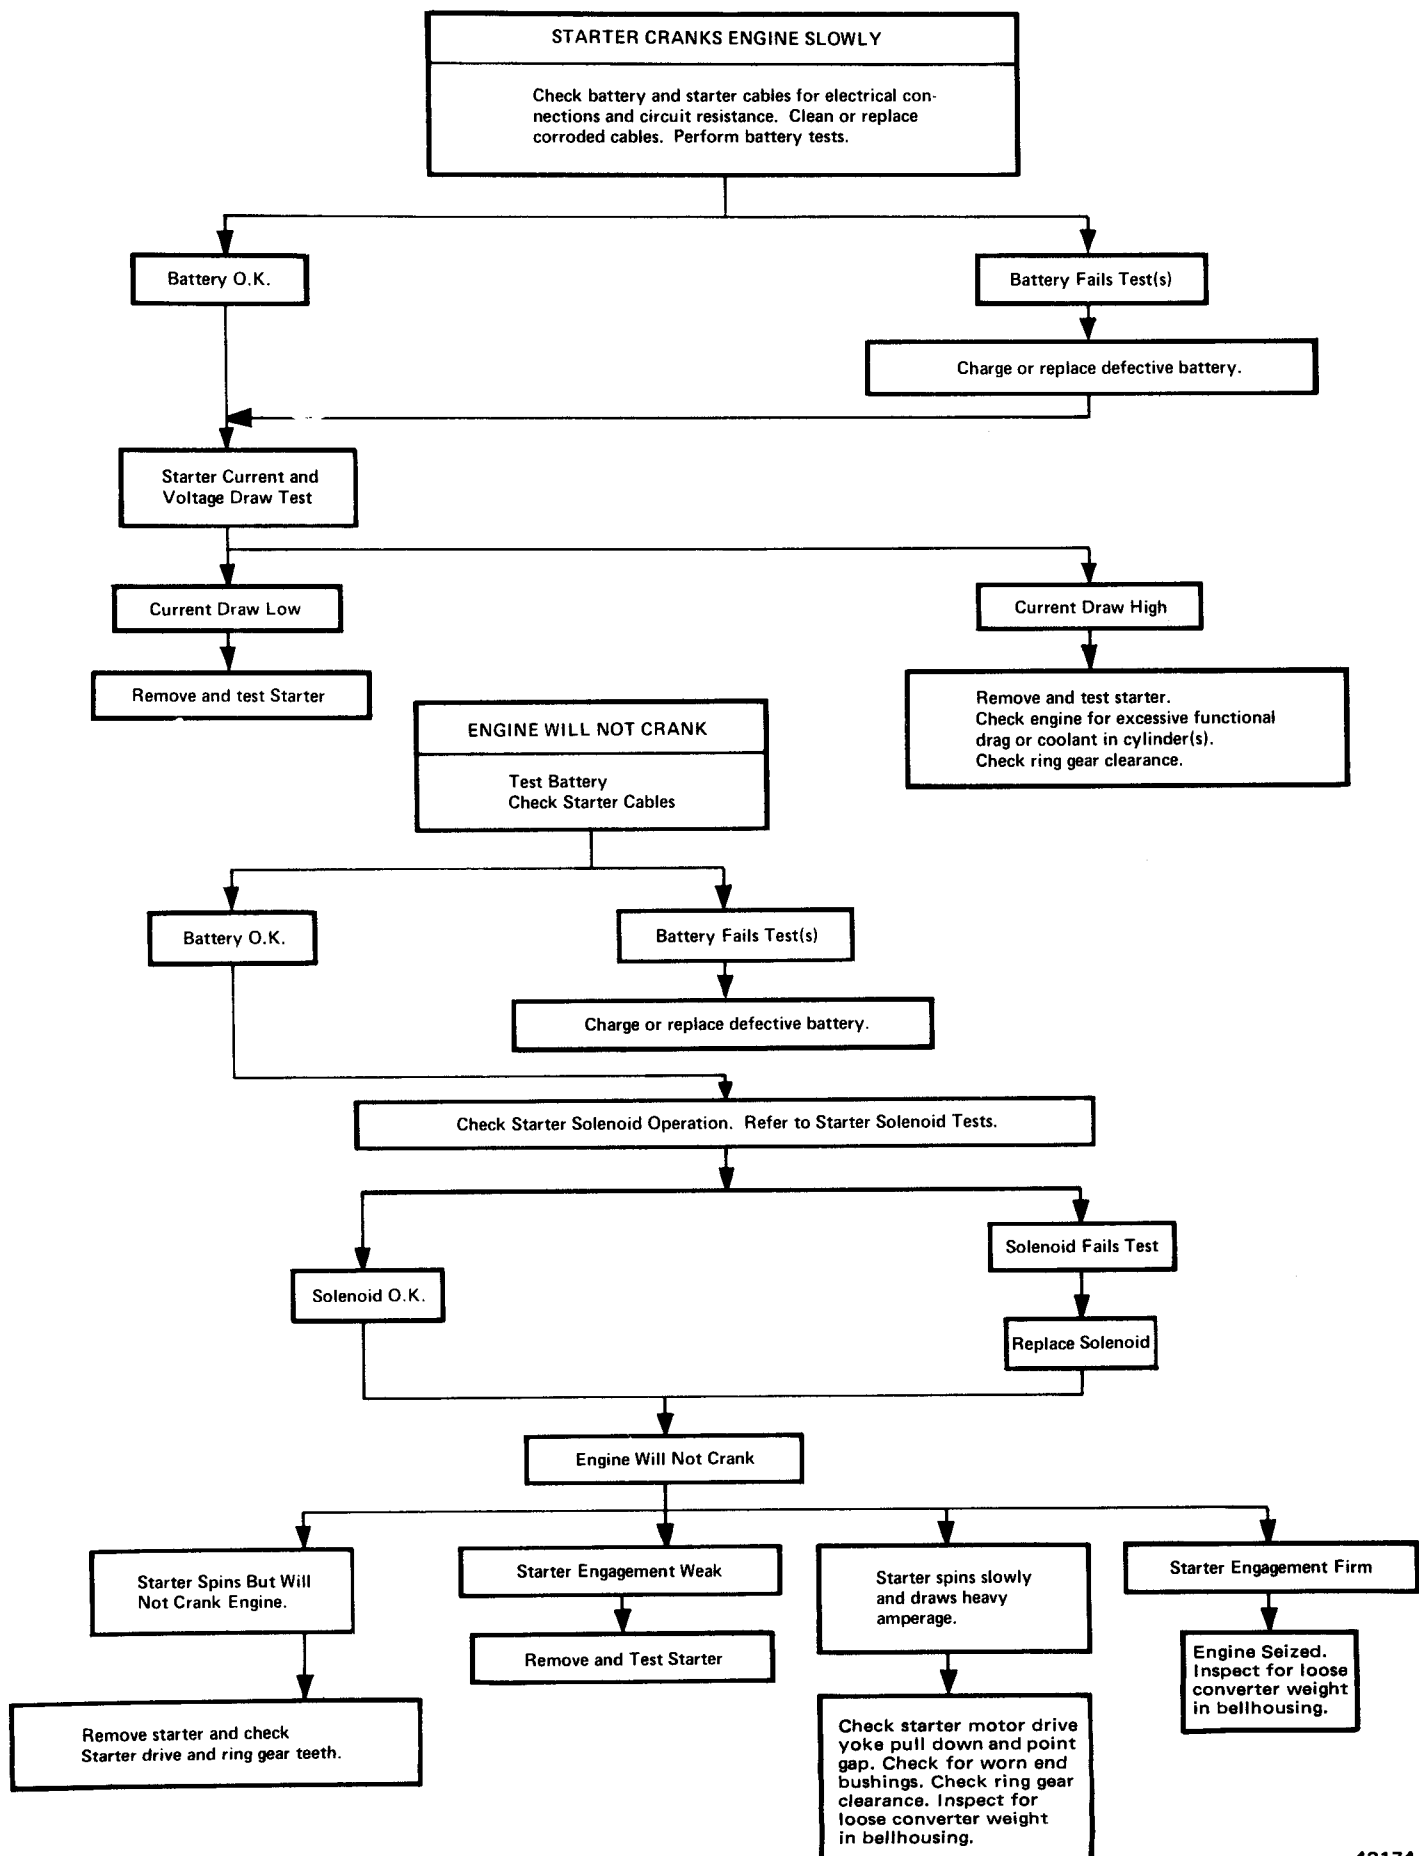 STARTER CRANKS ENGINE SLOWLY
Check battery and starter cables for electrical con-
nections and circuit resistance. Clean or replace
corroded cables. Perform battery tests.
Battery O.K.
Battery Fails Test(s)
Charge or replace defective battery.
Starter Current and
Voltage Draw Test
Current Draw Low
Current Draw High
Remove and test Starter
Remove and test starter.
Check engine for excessive functional
drag or coolant in cylinder(s).
Check ring gear clearance.
ENGINE WILL NOT CRANK
Test Battery
Check Starter Cables
Battery O.K.
Battery Fails Test(s)
Charge or replace defective battery.
Check Starter Solenoid Operation. Refer to Starter Solenoid Tests.
Solenoid Fails Test
Solenoid O.K.
Replace Solenoid
Engine Will Not Crank
Starter Spins But Will
Not Crank Engine.
Starter Engagement Weak
Starter spins slowly
and draws heavy
amperage.
Starter Engagement Firm
Remove starter and check
Starter drive and ring gear teeth.
Remove and Test Starter
Check starter motor drive
yoke pull down and point
gap. Check for worn end
bushings. Check ring gear
clearance. Inspect for
loose converter weight
in bellhousing.
Engine Seized.
Inspect for loose
converter weight
in bellhousing.